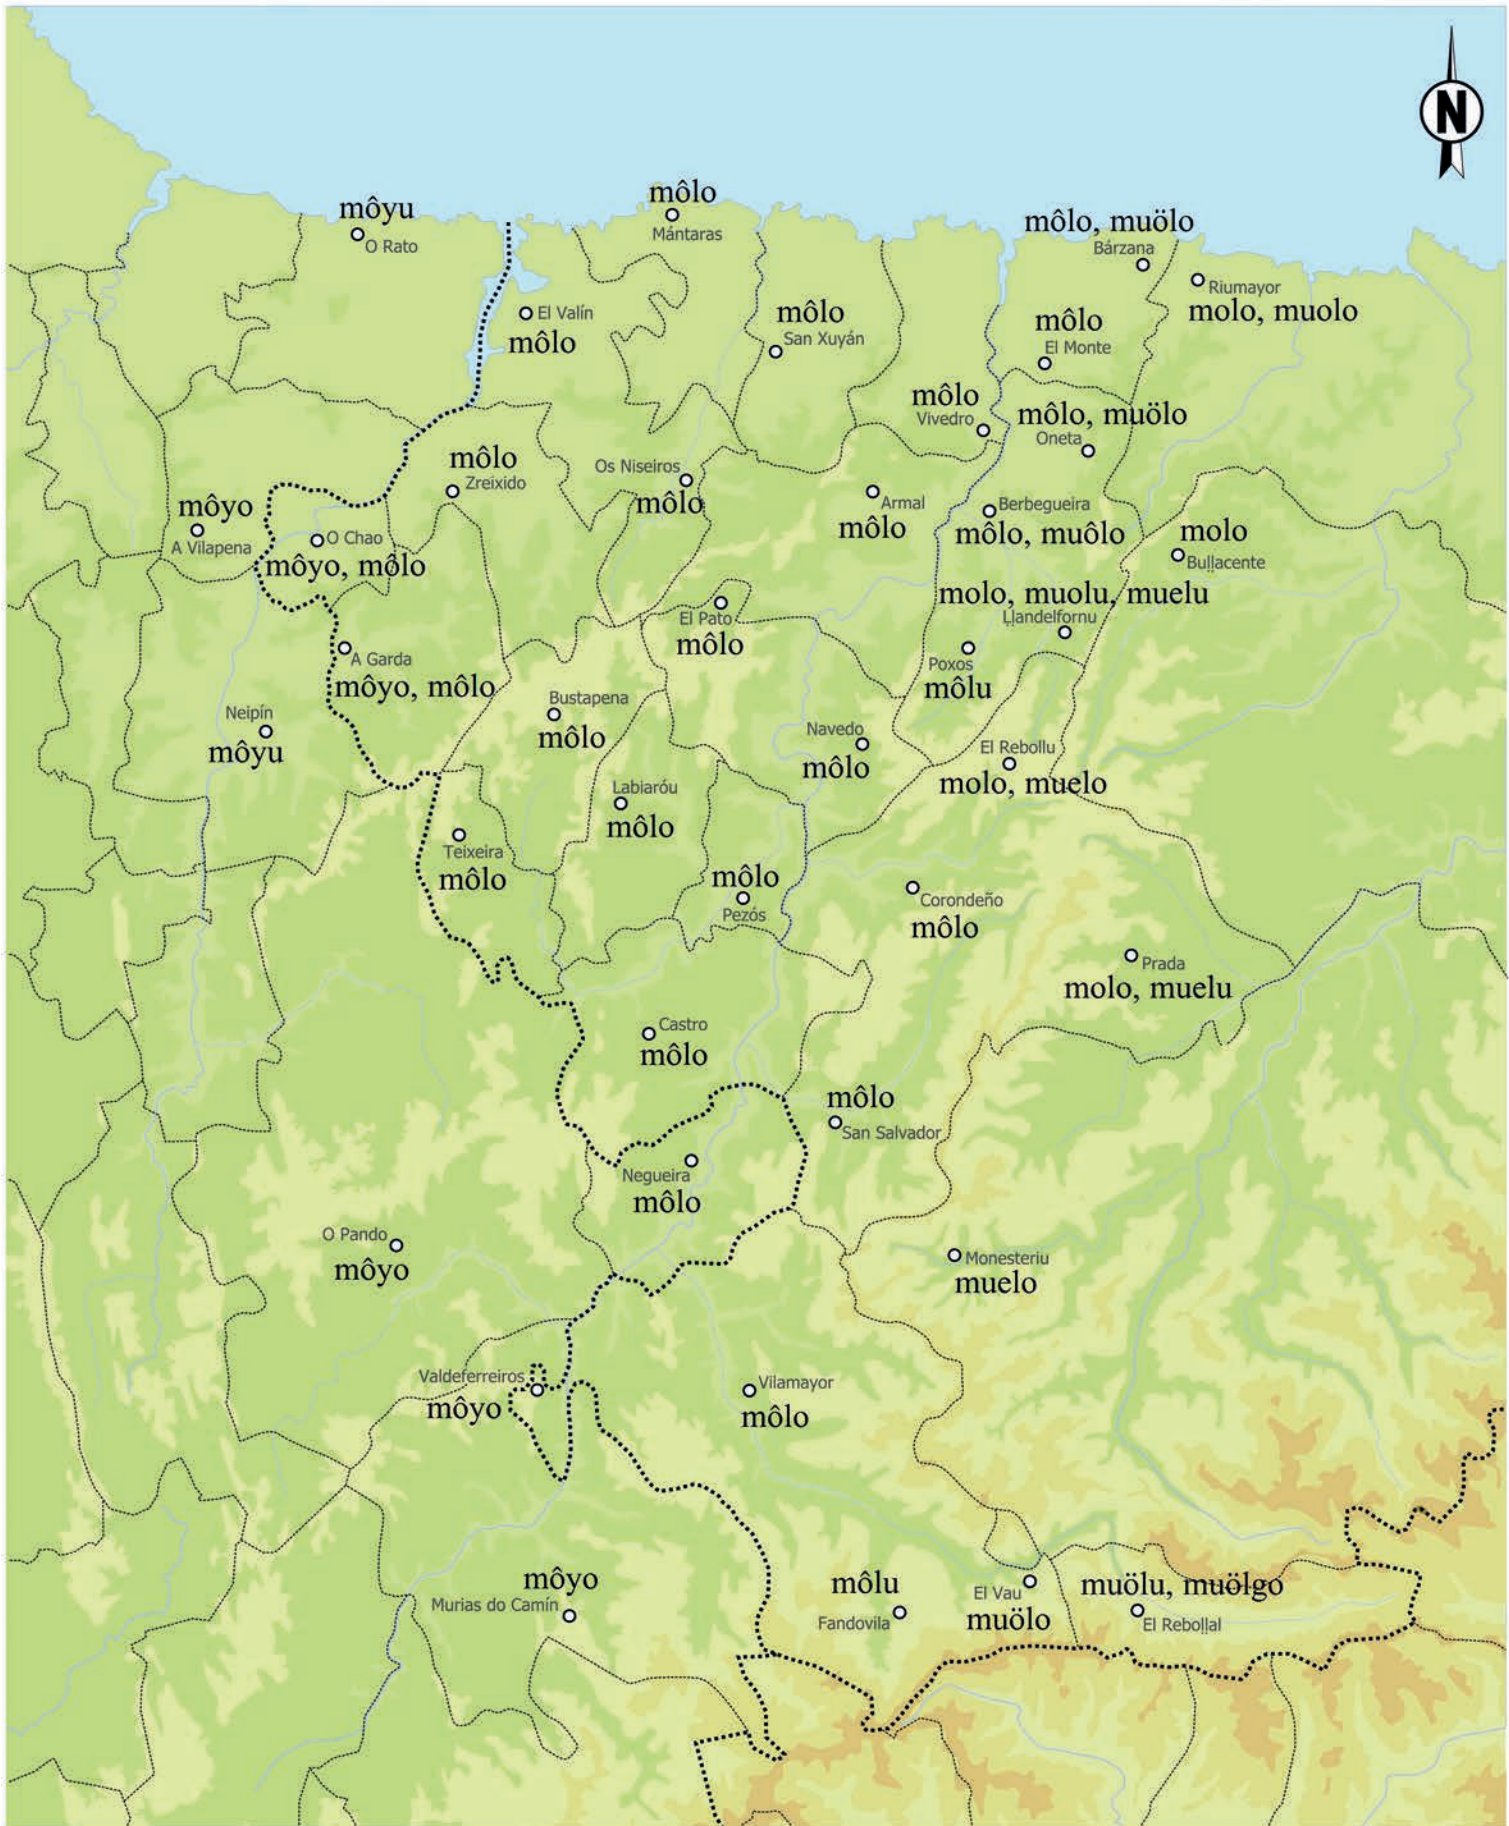 N
môlo
Mántaras
môyu
O Rato
môlo, muölo
Bárzana
Riumayor
molo, muolo
El Valín
môlo
môlo
San Xuyán
môlo
El Monte
môlo
Vivedro
môlo, muölo
Oneta
môlo
Zreixido
Os Niseiros
môlo
Armal
môlo
Berbegueira
môlo, muôlo
môyo
A Vilapena
O Chao
môyo, môlo
molo
Buḷḷacente
molo, muolu, muelu
Ḷḷandelfornu
El Pato
môlo
A Garda
môyo, môlo
Poxos
môlu
Neipín
môyu
Bustapena
môlo
Navedo
môlo
El Rebollu
molo, muelo
Labiaróu
môlo
Teixeira
môlo
môlo
Pezós
Corondeño
môlo
Prada
molo, muelu
Castro
môlo
môlo
San Salvador
Negueira
môlo
O Pando
môyo
Monesteriu
muelo
Valdeferreiros
môyo
Vilamayor
môlo
môyo
Murias do Camín
môlu
Fandovila
El Vau
muölo
muölu, muölgo
El Reboḷḷal